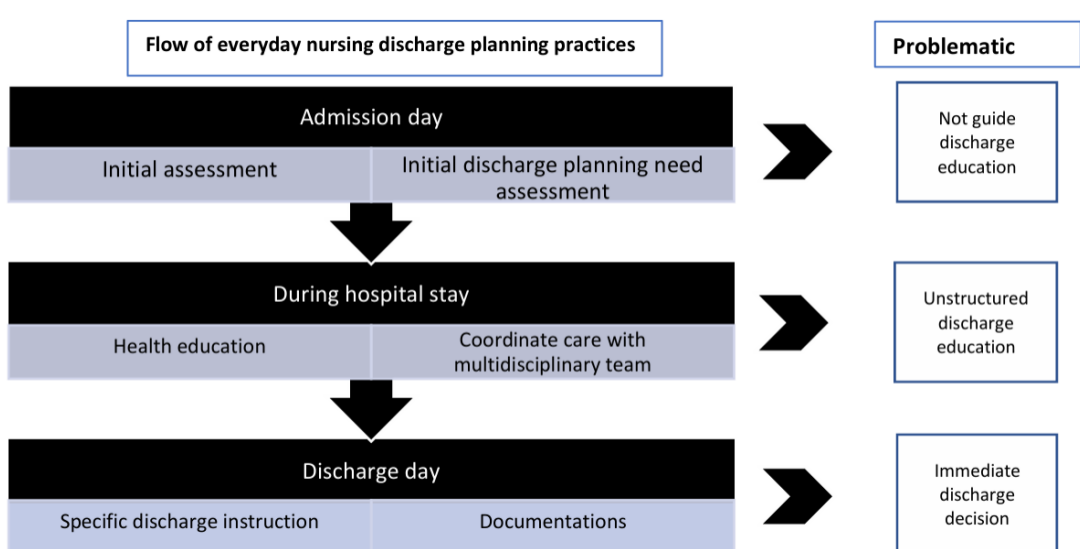 Flow of everyday nursing discharge planning practices
Problematic
Admission day
Initial assessment
Initial discharge planning need
assessment
Not guide
discharge
education
During hospital stay
Health education
Coordinate care with
multidisciplinary team
Unstructured
discharge
education
Discharge day
Specific discharge instruction
Documentations
Immediate
discharge
decision